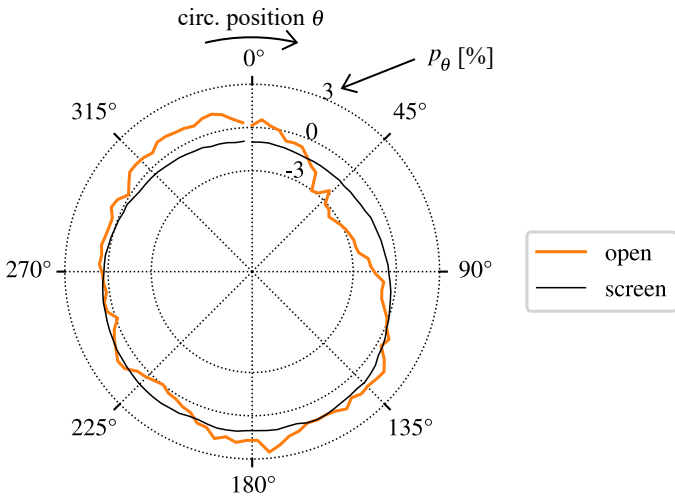 circ. position θ
0°
p_θ [%]
3
315°
45°
0
-3
270°
90°
open
screen
225°
135°
180°